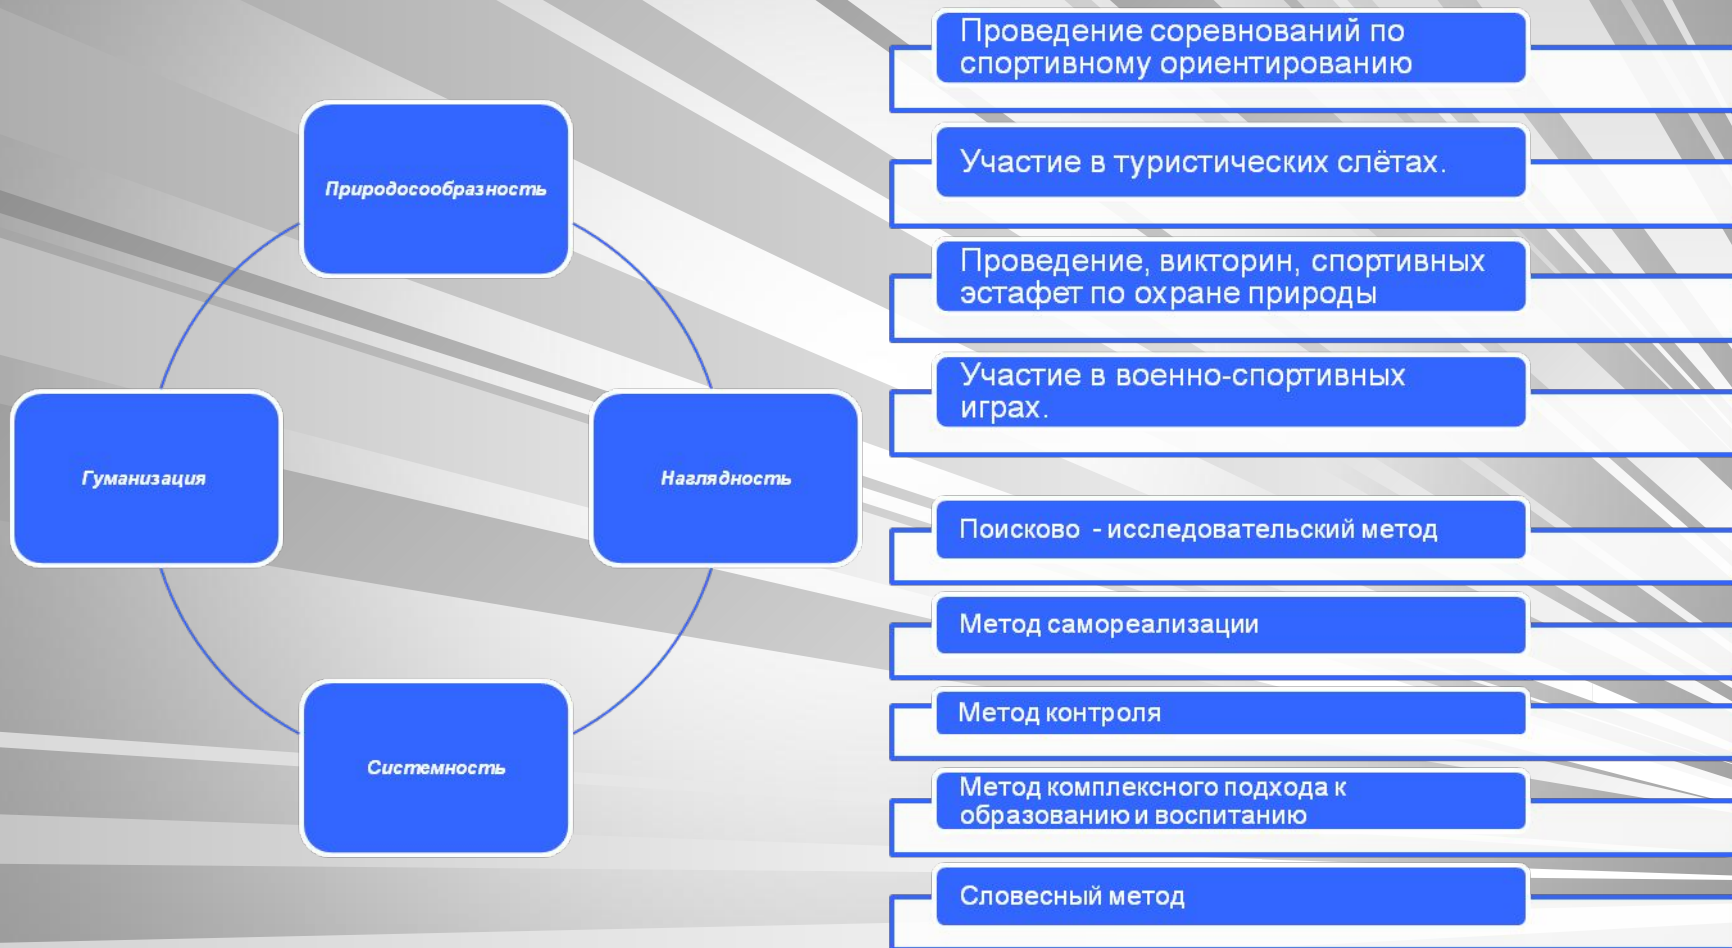 Природосообразность
Гуманизация
Наглядность
Системность
Проведение соревнований по
спортивному ориентированию
Участие в туристических слётах.
Проведение, викторин, спортивных
эстафет по охране природы
Участие в военно-спортивных
играх.
Поисково - исследовательский метод
Метод самореализации
Метод контроля
Метод комплексного подхода к
образованию и воспитанию
Словесный метод